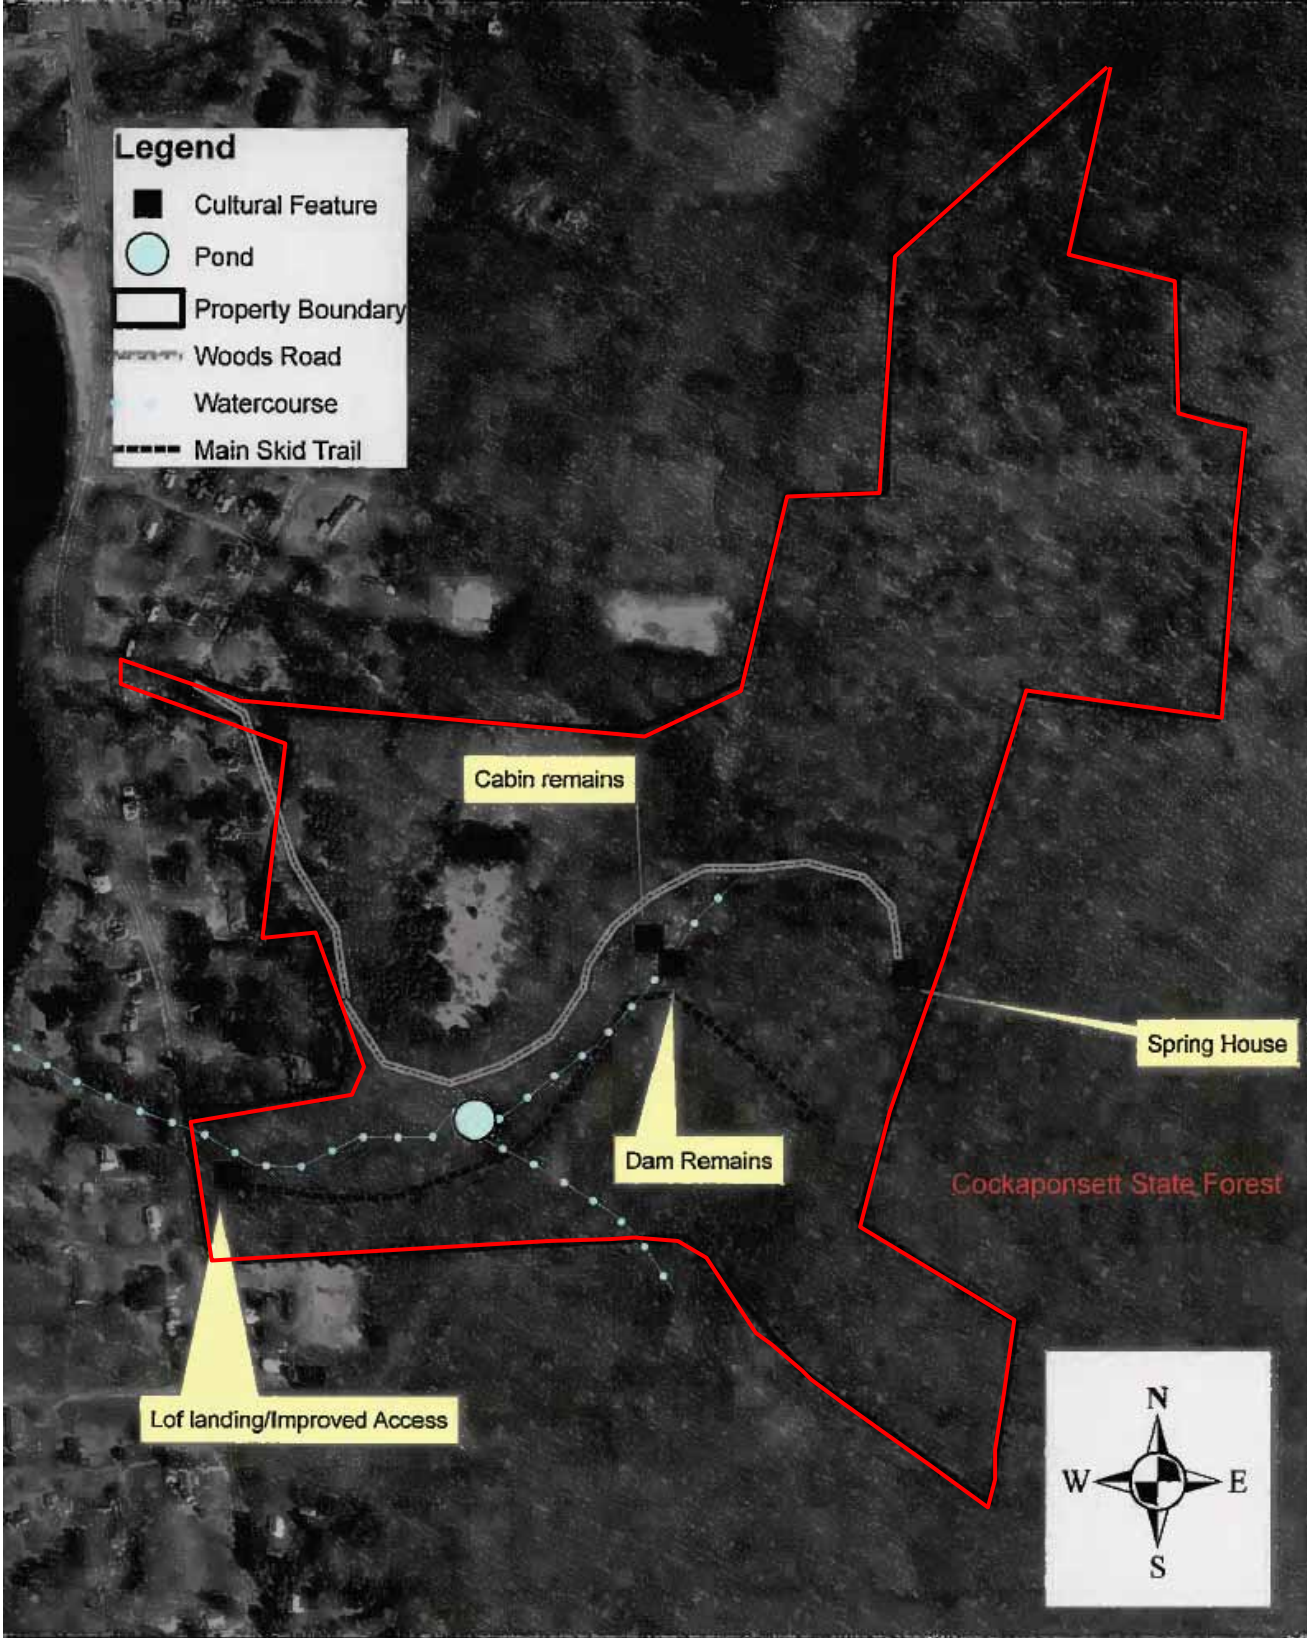 Legend
Cultural Feature
Pond
Property Boundary
Woods Road
Watercourse
Main Skid Trail
Cabin remains
Spring House
Dam Remains
Cockaponsett State Forest
Lof landing/Improved Access
N
W E
S